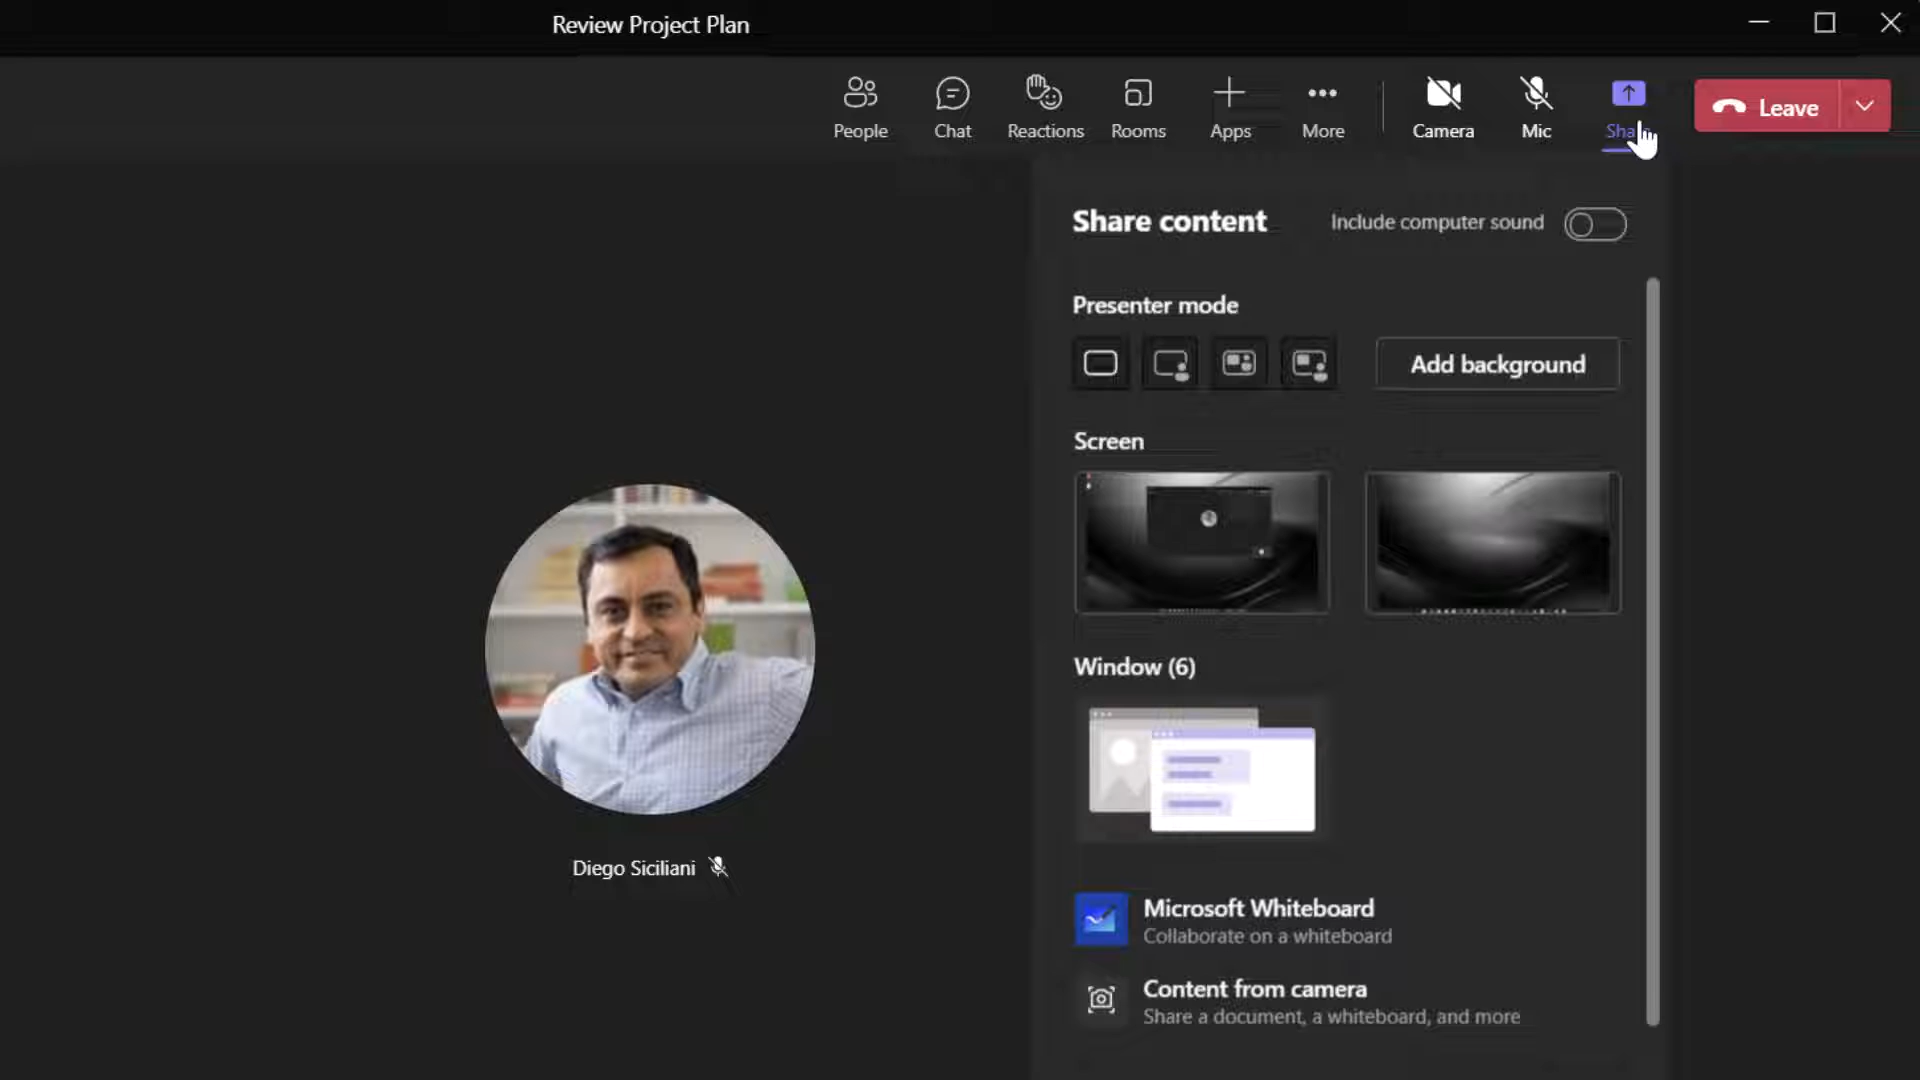 Review Project Plan
People
Chat
Reactions
Rooms
Apps
More
Camera
Mic
Leave
Share content
Include computer sound
Presenter mode
Add background
Screen
Window (6)
Diego Siciliani
Microsoft Whiteboard
Collaborate on a whiteboard
Content from camera
Share a document, a whiteboard, and more